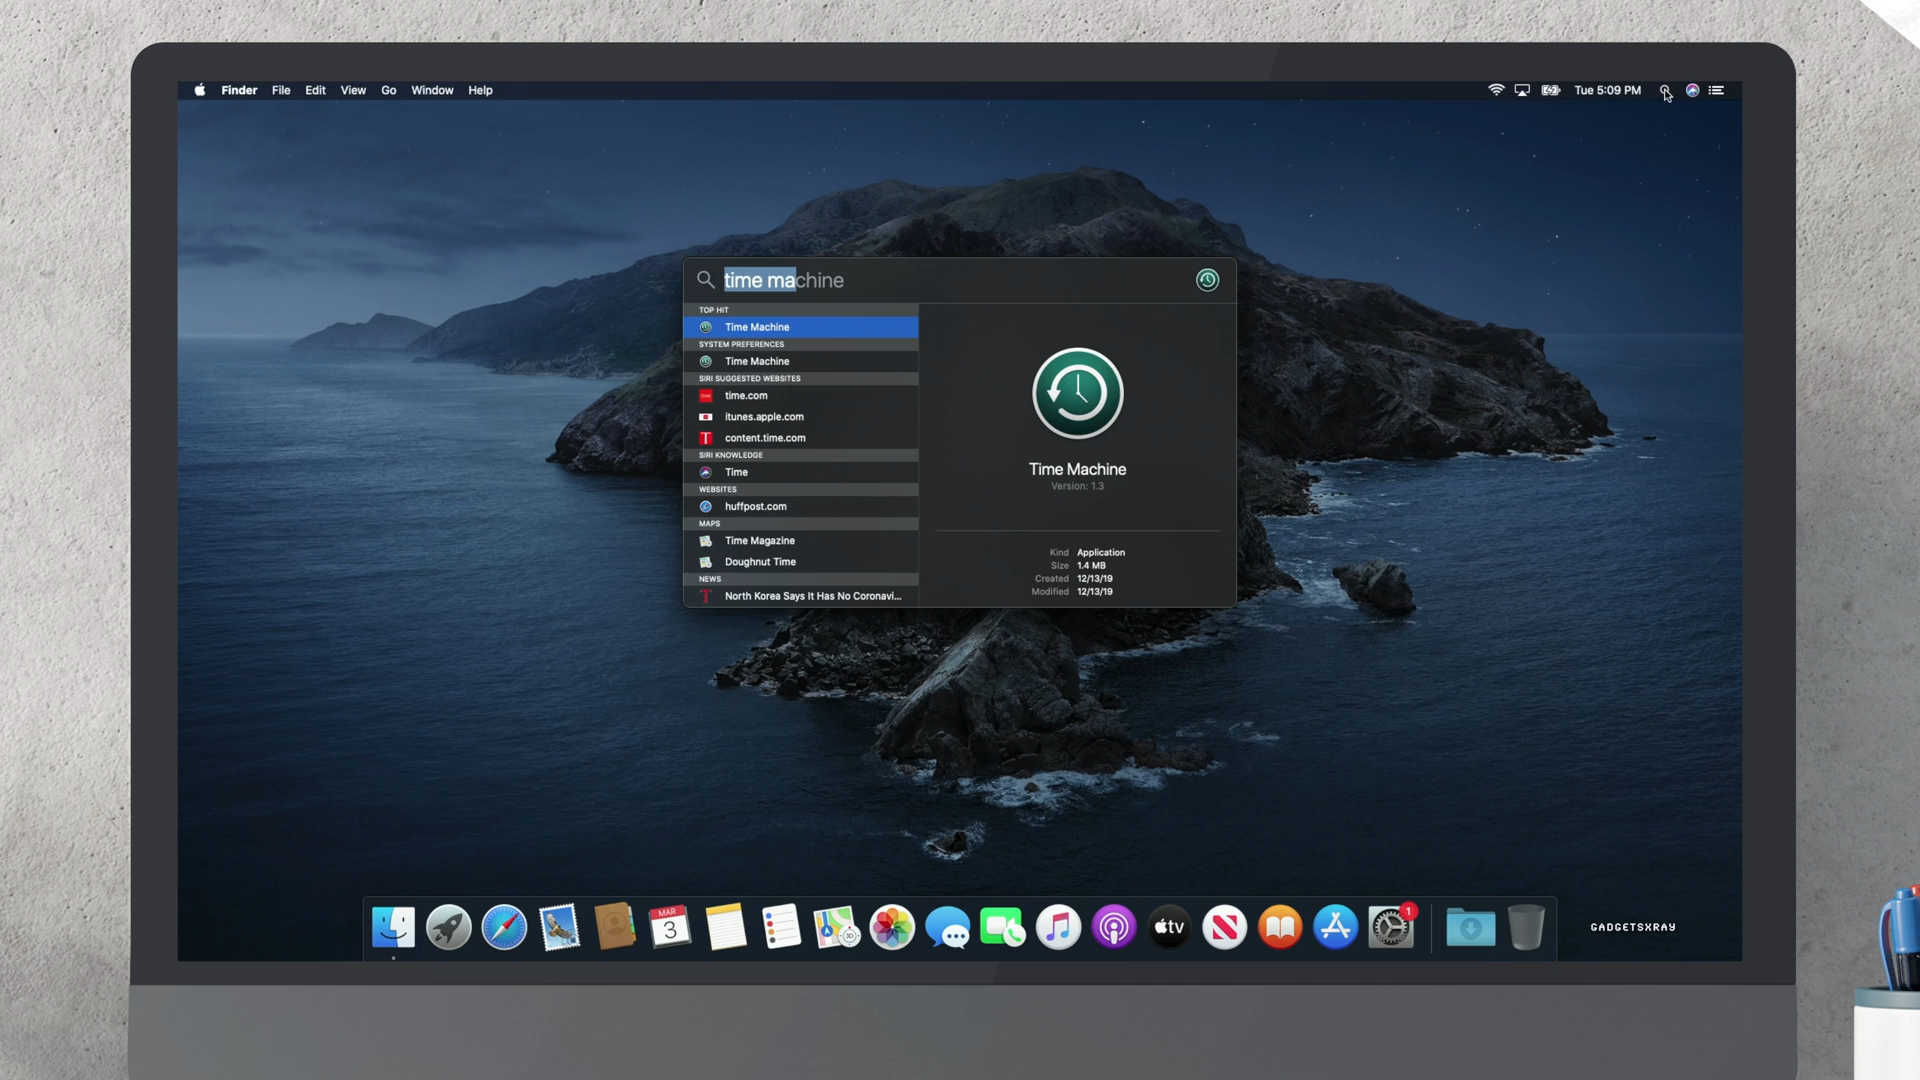 Finder File Edit View Go Window Help
Tue 5:09 PM
time machine
TOP HIT
Time Machine
SYSTEM PREFERENCES
Time Machine
SIRI SUGGESTED WEBSITES
time.com
itunes.apple.com
content.time.com
SIRI KNOWLEDGE
Time
WEBSITES
huffpost.com
MAPS
Time Magazine
Doughnut Time
NEWS
North Korea Says It Has No Coronavi...
Time Machine
Version: 1.3
Kind Application
Size 1.4 MB
Created 12/13/19
Modified 12/13/19
MAR
3
3D
tv
1
GADGETSXRAY